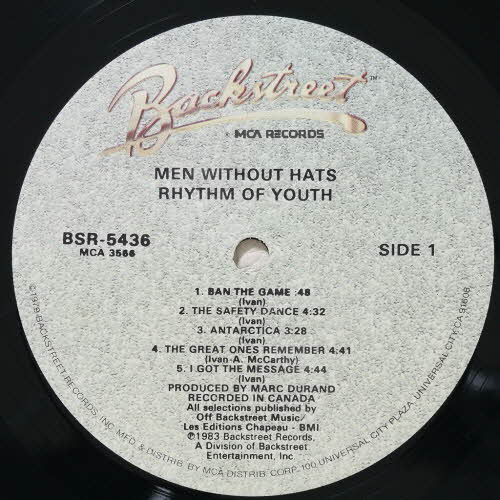 Backstreet™
MCA RECORDS
MEN WITHOUT HATS
RHYTHM OF YOUTH
BSR-5436
MCA 3566
SIDE 1
1. BAN THE GAME :48
(Ivan)
2. THE SAFETY DANCE 4:32
(Ivan)
3. ANTARCTICA 3:28
(Ivan)
4. THE GREAT ONES REMEMBER 4:41
(Ivan-A. McCarthy)
5. I GOT THE MESSAGE 4:44
(Ivan)
PRODUCED BY MARC DURAND
RECORDED IN CANADA
All selections published by
Off Backstreet Music/
Les Editions Chapeau - BMI
℗1983 Backstreet Records,
A Division of Backstreet
Entertainment, Inc
©1979 BACKSTREET RECORDS, INC. MFG. & DISTRIB. BY MCA DISTRIB. CORP. 100 UNIVERSAL CITY PLAZA, UNIVERSAL CITY, CA 91608